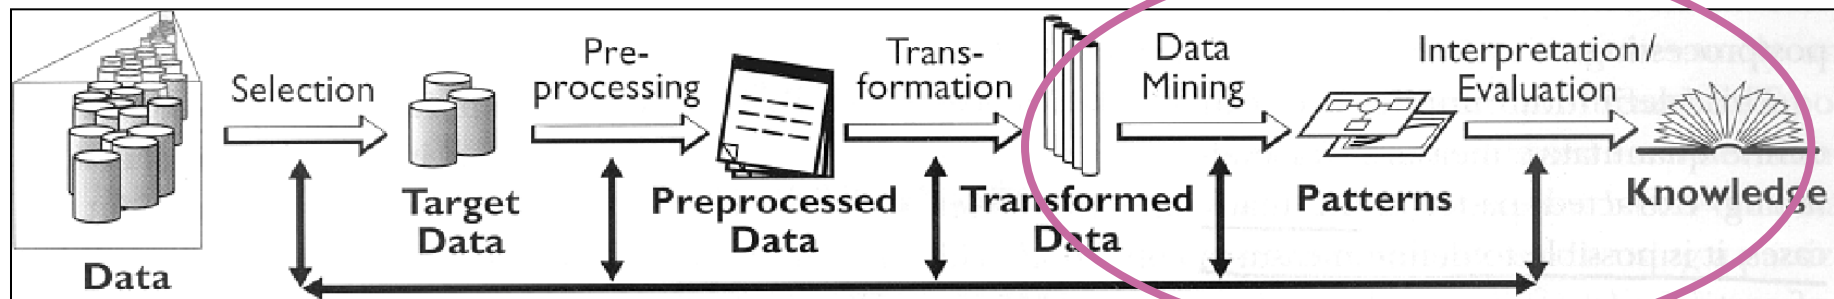 Selection
Pre-
processing
Trans-
formation
Data
Mining
Interpretation/
Evaluation
Data
Target
Data
Preprocessed
Data
Transformed
Data
Patterns
Knowledge